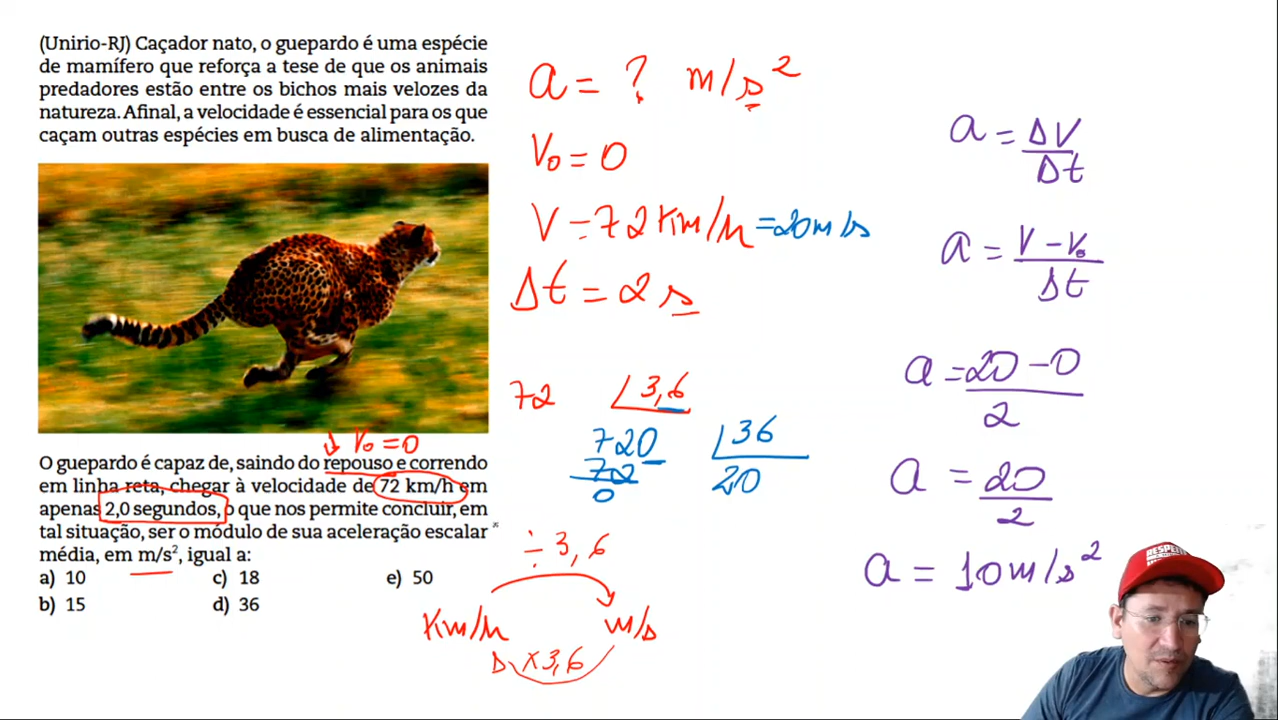 (Unirio-RJ) Caçador nato, o guepardo é uma espécie
de mamífero que reforça a tese de que os animais
predadores estão entre os bichos mais velozes da
natureza. Afinal, a velocidade é essencial para os que
caçam outras espécies em busca de alimentação.
↓ V₀ = 0
O guepardo é capaz de, saindo do repouso e correndo
em linha reta, chegar à velocidade de 72 km/h em
apenas 2,0 segundos, o que nos permite concluir, em
tal situação, ser o módulo de sua aceleração escalar
média, em m/s², igual a:
a) 10 c) 18 e) 50
b) 15 d) 36
a = ? m/s²
V₀ = 0
V = 72 Km/h = 20 m/s
Δt = 2 s
72 3,6
720 36
72 20
0
÷ 3,6
Km/h m/s
x 3,6
a = ΔV
Δt
a = V - V₀
Δt
a = 20 - 0
2
a = 20
2
a = 10 m/s²
RESPECT